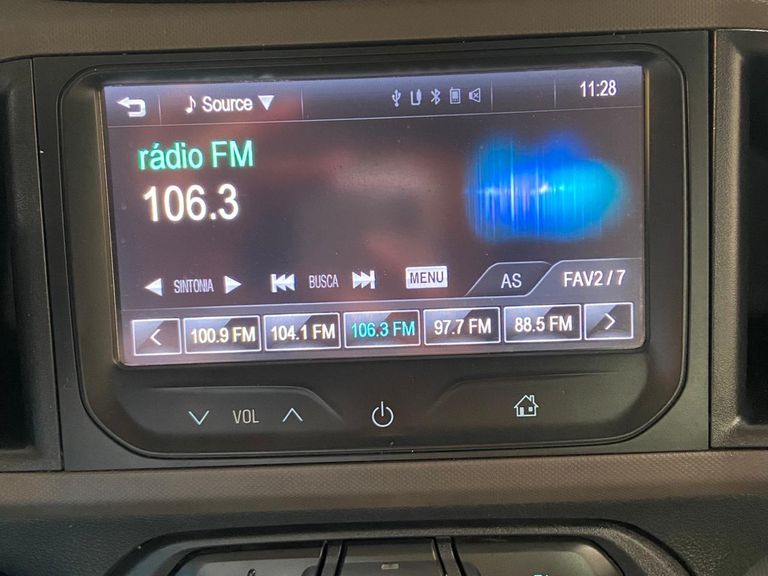 Source 11:28
rádio FM
106.3
SINTONIA BUSCA MENU AS FAV2 / 7
100.9 FM 104.1 FM 106.3 FM 97.7 FM 88.5 FM
VOL